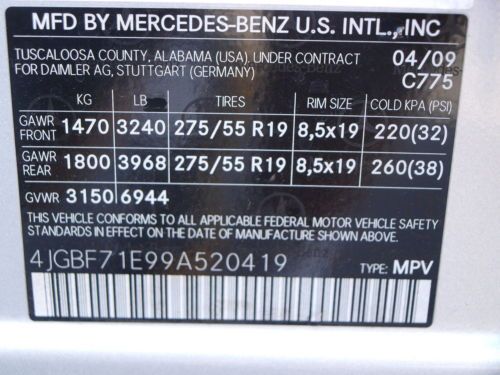 MFD BY MERCEDES-BENZ U.S. INTL., INC
TUSCALOOSA COUNTY, ALABAMA (USA). UNDER CONTRACT 04/09
FOR DAIMLER AG, STUTTGART (GERMANY) C775
KG LB TIRES RIM SIZE COLD KPA (PSI)
GAWR FRONT 1470 3240 275/55 R19 8,5x19 220(32)
GAWR REAR 1800 3968 275/55 R19 8,5x19 260(38)
GVWR 3150 6944
THIS VEHICLE CONFORMS TO ALL APPLICABLE FEDERAL MOTOR VEHICLE SAFETY
STANDARDS IN EFFECT ON THE DATE OF MANUFACTURE SHOWN ABOVE.
4JGBF71E99A520419 TYPE: MPV